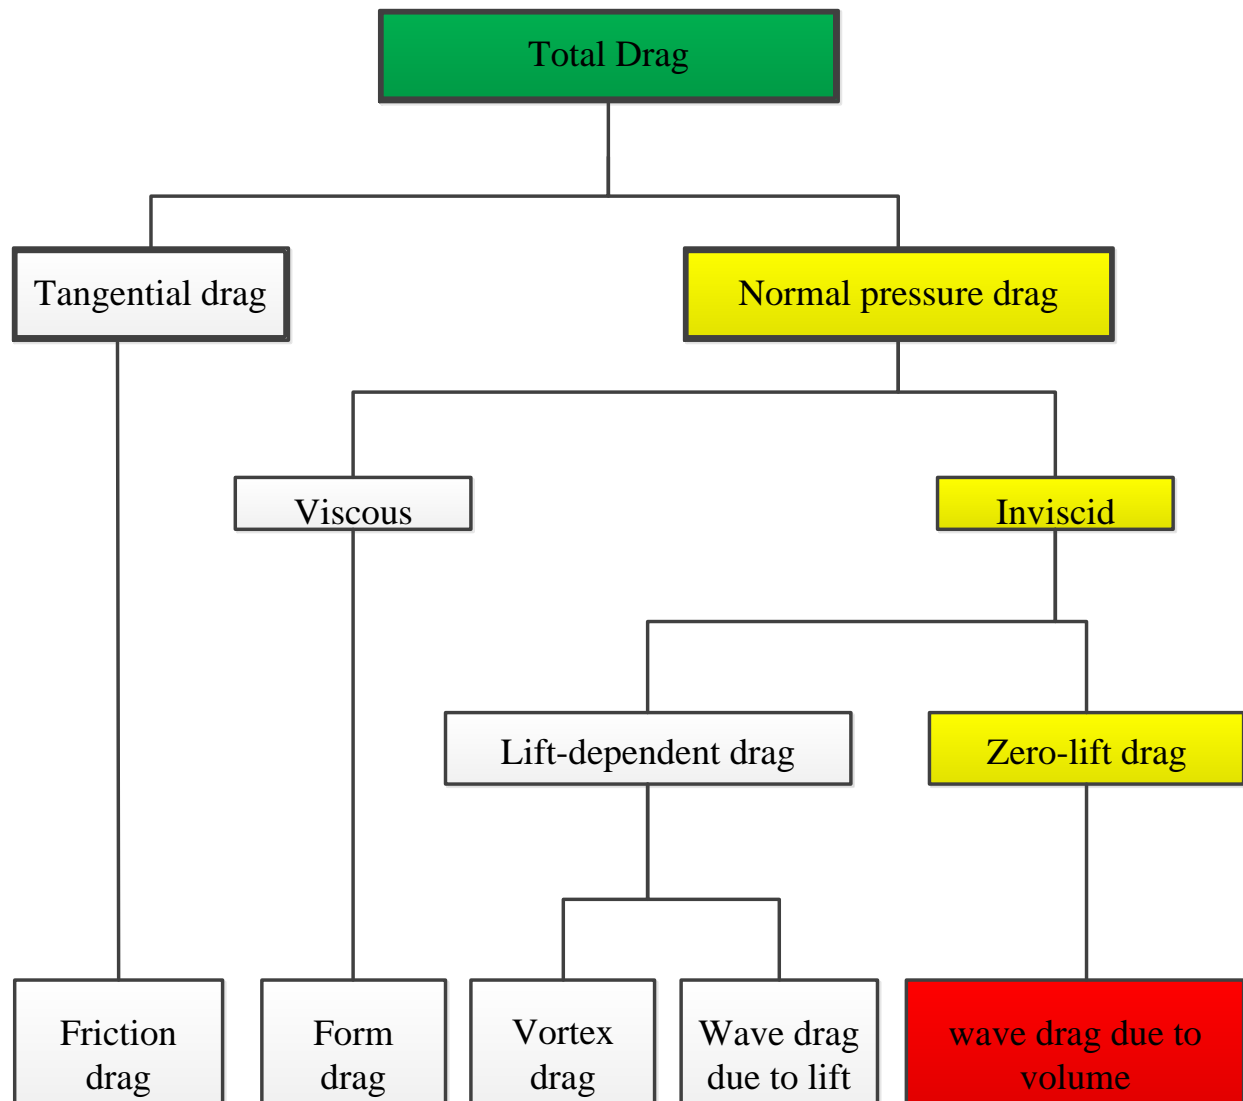 Total Drag
Tangential drag
Normal pressure drag
Viscous
Inviscid
Lift-dependent drag
Zero-lift drag
Friction
drag
Form
drag
Vortex
drag
Wave drag
due to lift
wave drag due to
volume